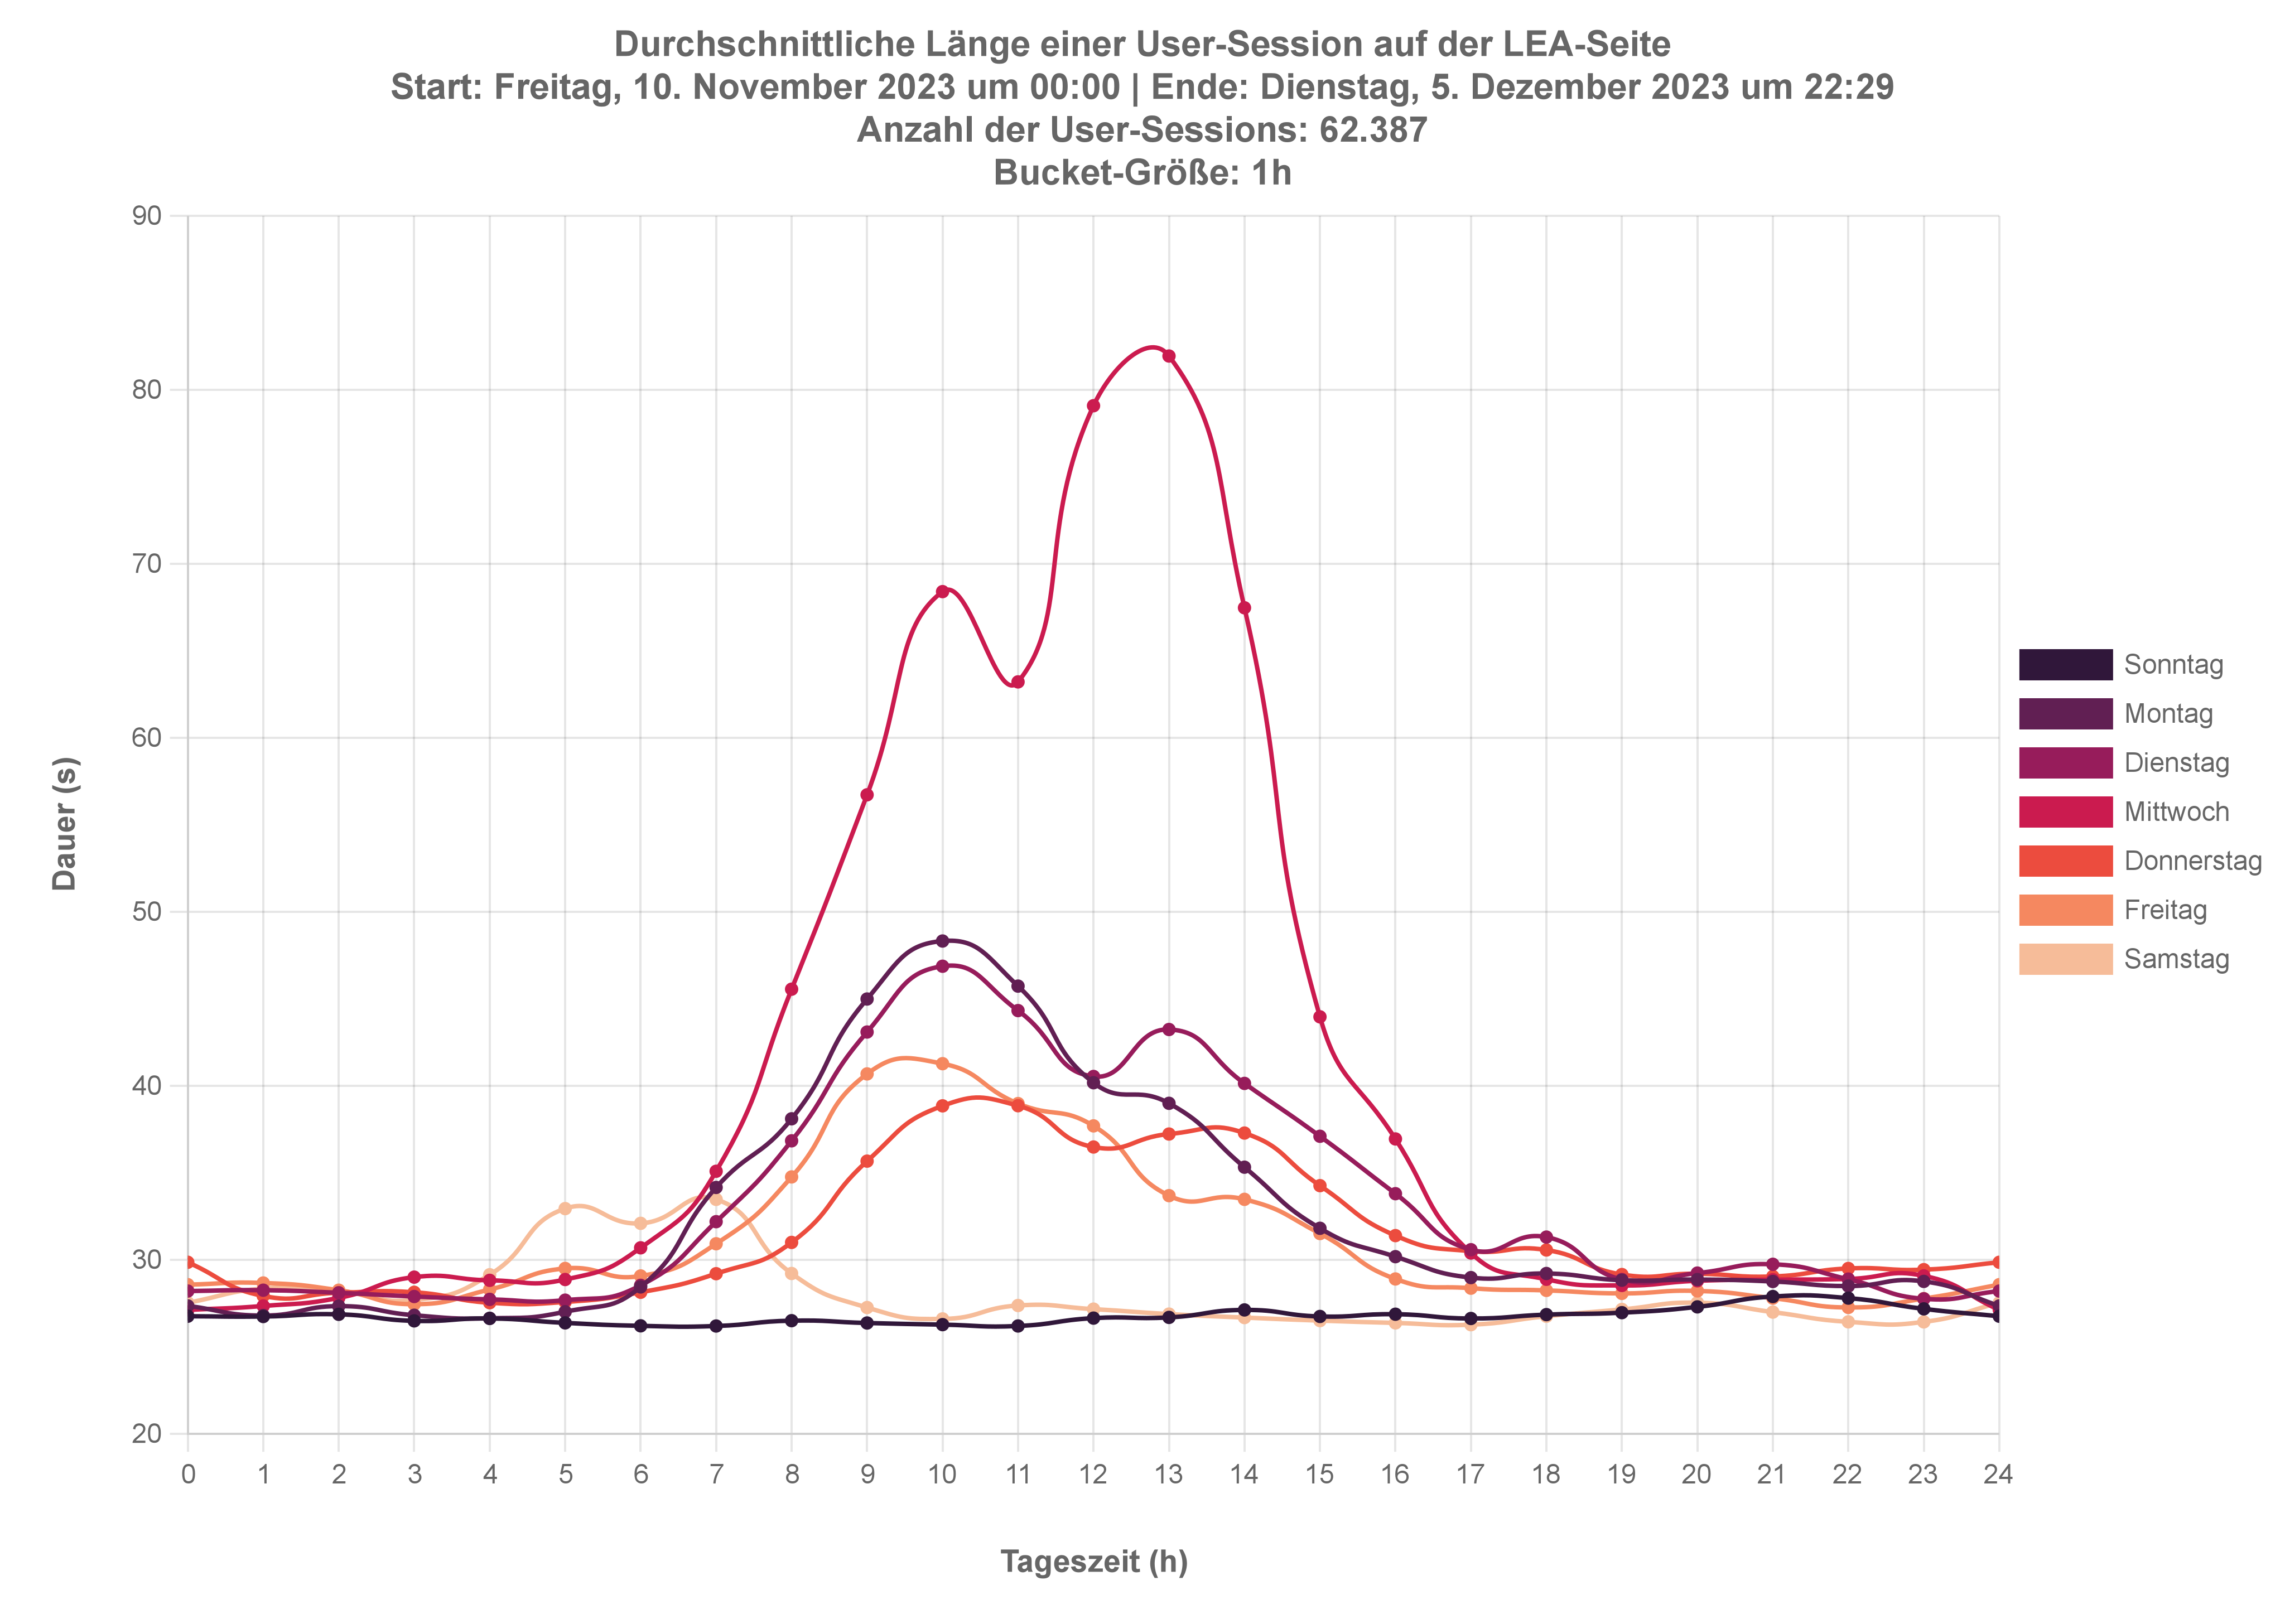 Durchschnittliche Länge einer User-Session auf der LEA-Seite
Start: Freitag, 10. November 2023 um 00:00 | Ende: Dienstag, 5. Dezember 2023 um 22:29
Anzahl der User-Sessions: 62.387
Bucket-Größe: 1h
90
80
70
60
50
40
30
20
Dauer (s)
0 1 2 3 4 5 6 7 8 9 10 11 12 13 14 15 16 17 18 19 20 21 22 23 24
Tageszeit (h)
Sonntag
Montag
Dienstag
Mittwoch
Donnerstag
Freitag
Samstag